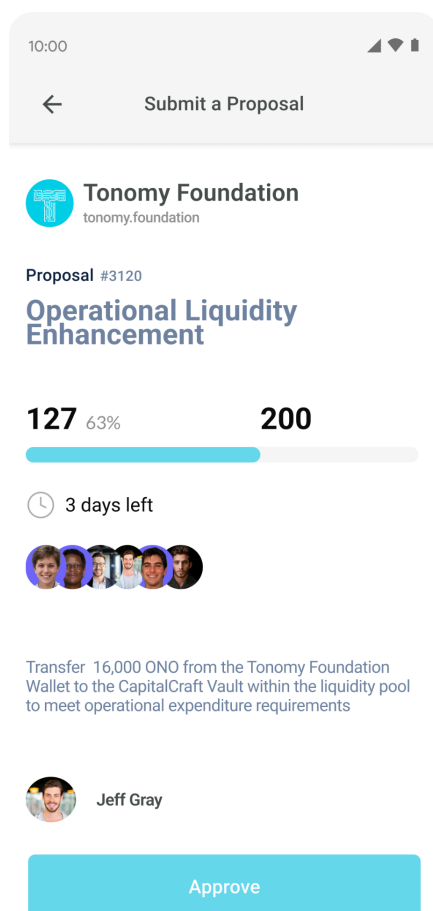 10:00
Submit a Proposal
Tonomy Foundation
tonomy.foundation
Proposal #3120
Operational Liquidity
Enhancement
127 63% 200
3 days left
Transfer  16,000 ONO from the Tonomy Foundation
Wallet to the CapitalCraft Vault within the liquidity pool
to meet operational expenditure requirements
Jeff Gray
Approve